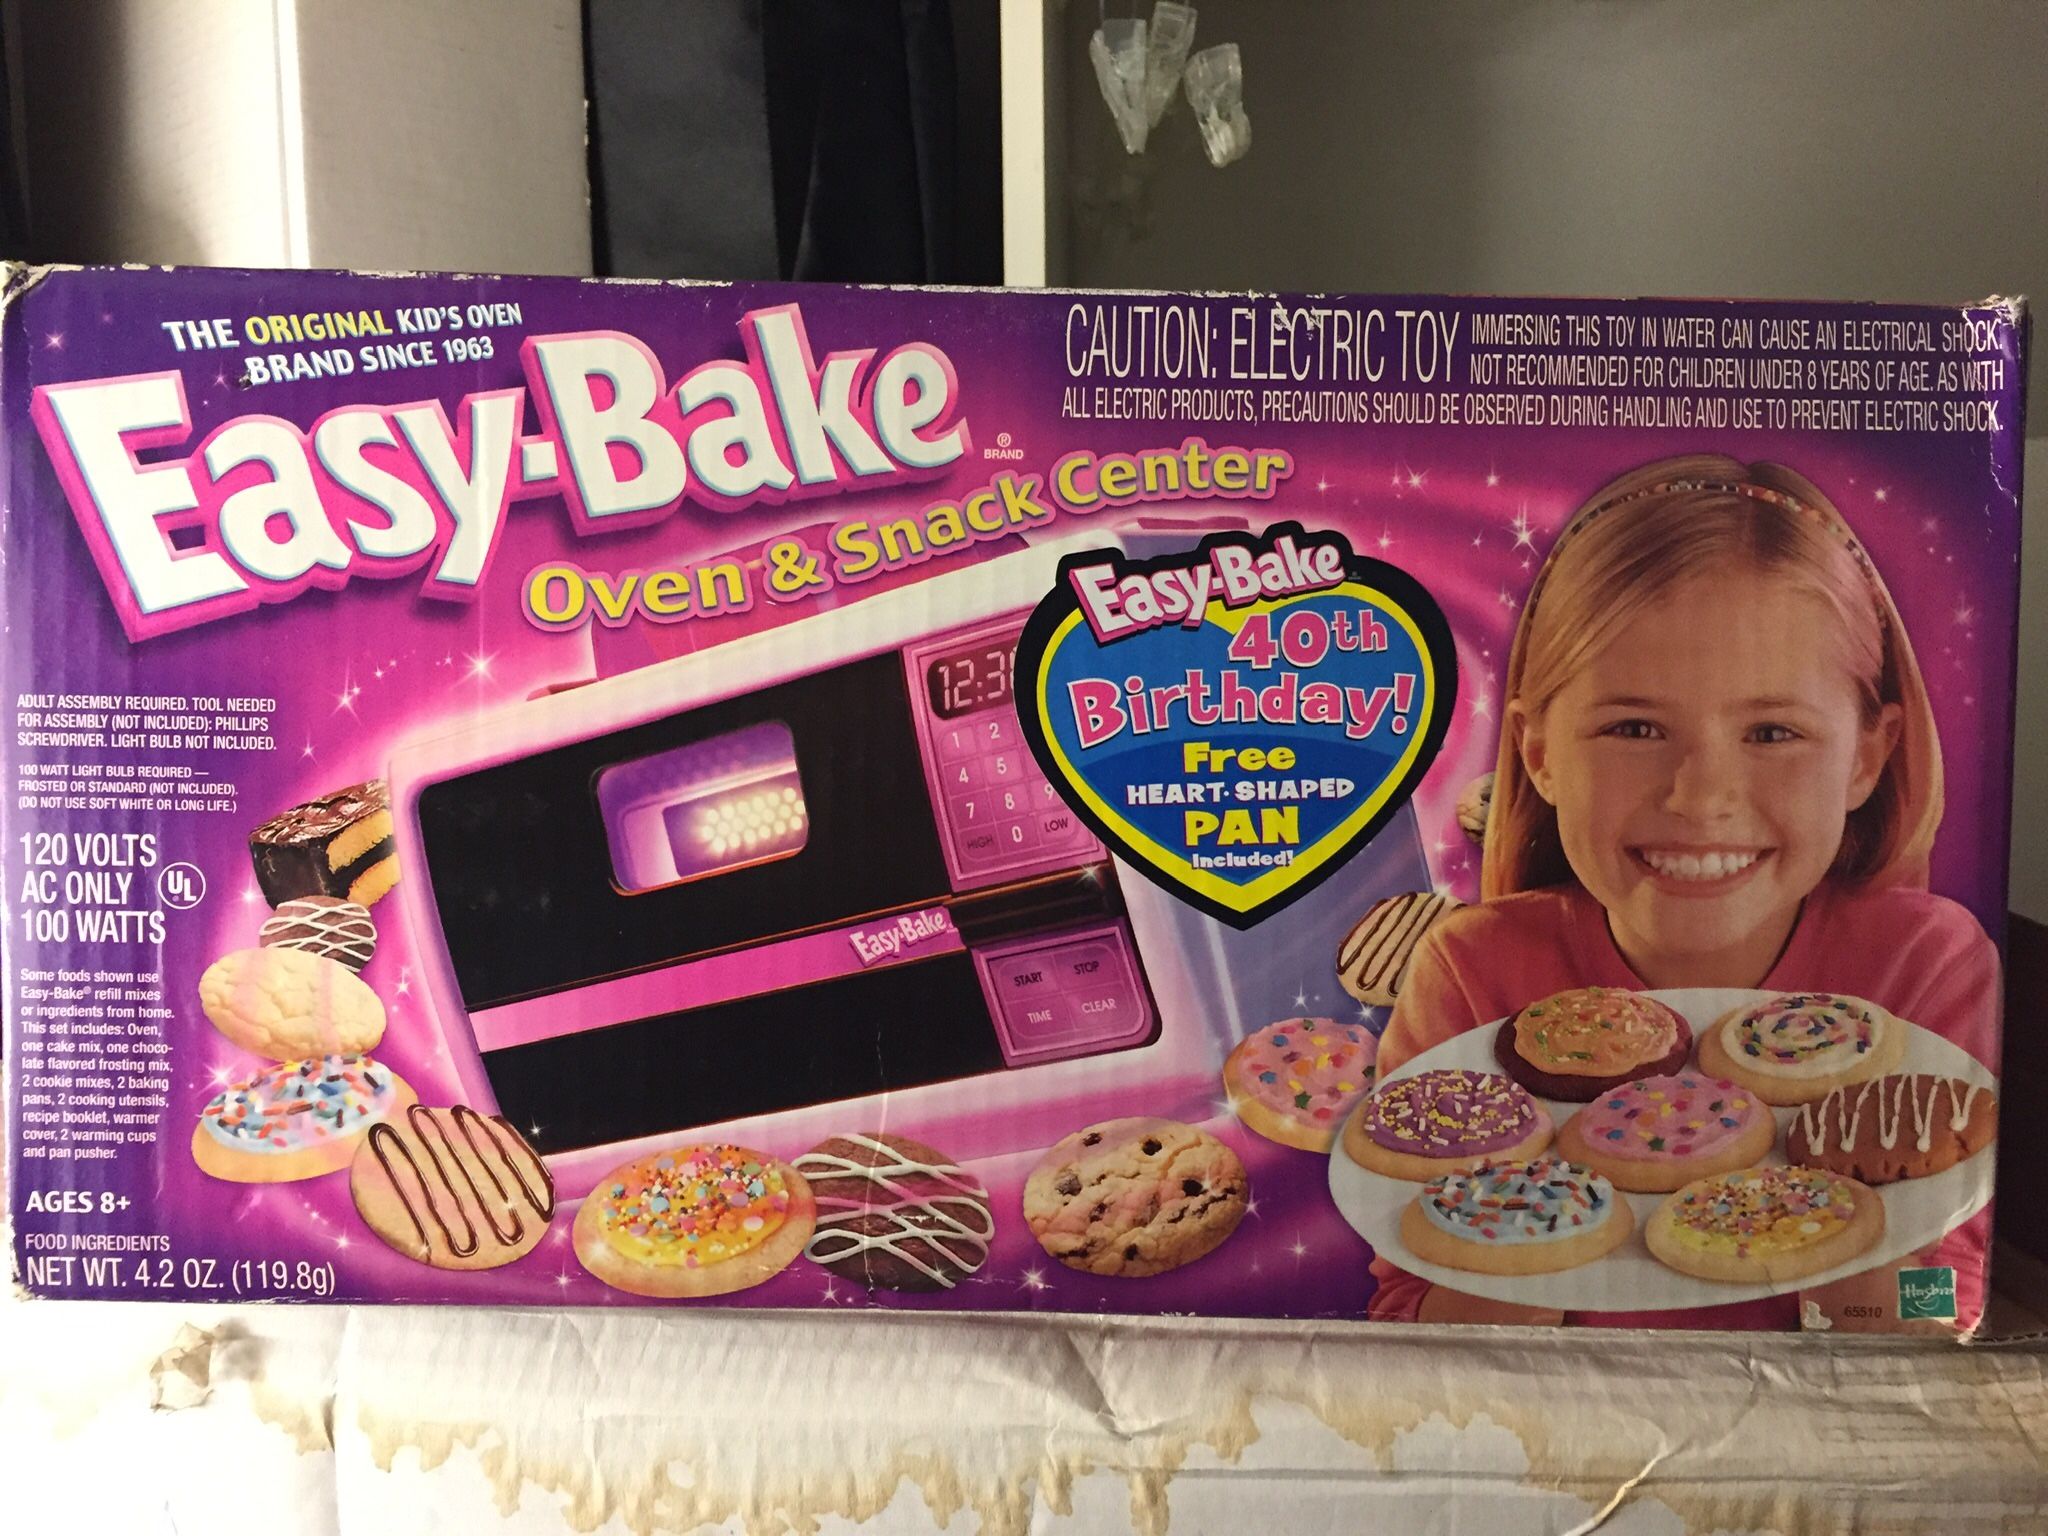 THE ORIGINAL KID'S OVEN
BRAND SINCE 1963
Easy-Bake
® BRAND
Oven & Snack Center
CAUTION: ELECTRIC TOY IMMERSING THIS TOY IN WATER CAN CAUSE AN ELECTRICAL SHOCK.
NOT RECOMMENDED FOR CHILDREN UNDER 8 YEARS OF AGE. AS WITH
ALL ELECTRIC PRODUCTS, PRECAUTIONS SHOULD BE OBSERVED DURING HANDLING AND USE TO PREVENT ELECTRIC SHOCK.
Easy-Bake
40th
Birthday!
Free
HEART-SHAPED
PAN
Included!
ADULT ASSEMBLY REQUIRED. TOOL NEEDED
FOR ASSEMBLY (NOT INCLUDED): PHILLIPS
SCREWDRIVER. LIGHT BULB NOT INCLUDED.
100 WATT LIGHT BULB REQUIRED —
FROSTED OR STANDARD (NOT INCLUDED).
(DO NOT USE SOFT WHITE OR LONG LIFE.)
120 VOLTS
AC ONLY
100 WATTS
UL
Some foods shown use
Easy-Bake® refill mixes
or ingredients from home.
This set includes: Oven,
one cake mix, one choco-
late flavored frosting mix,
2 cookie mixes, 2 baking
pans, 2 cooking utensils,
recipe booklet, warmer
cover, 2 warming cups
and pan pusher.
AGES 8+
FOOD INGREDIENTS
NET WT. 4.2 OZ. (119.8g)
12:3
1 2
4 5
7 8 9
HIGH 0 LOW
Easy-Bake
START STOP
TIME CLEAR
65510
Hasbro